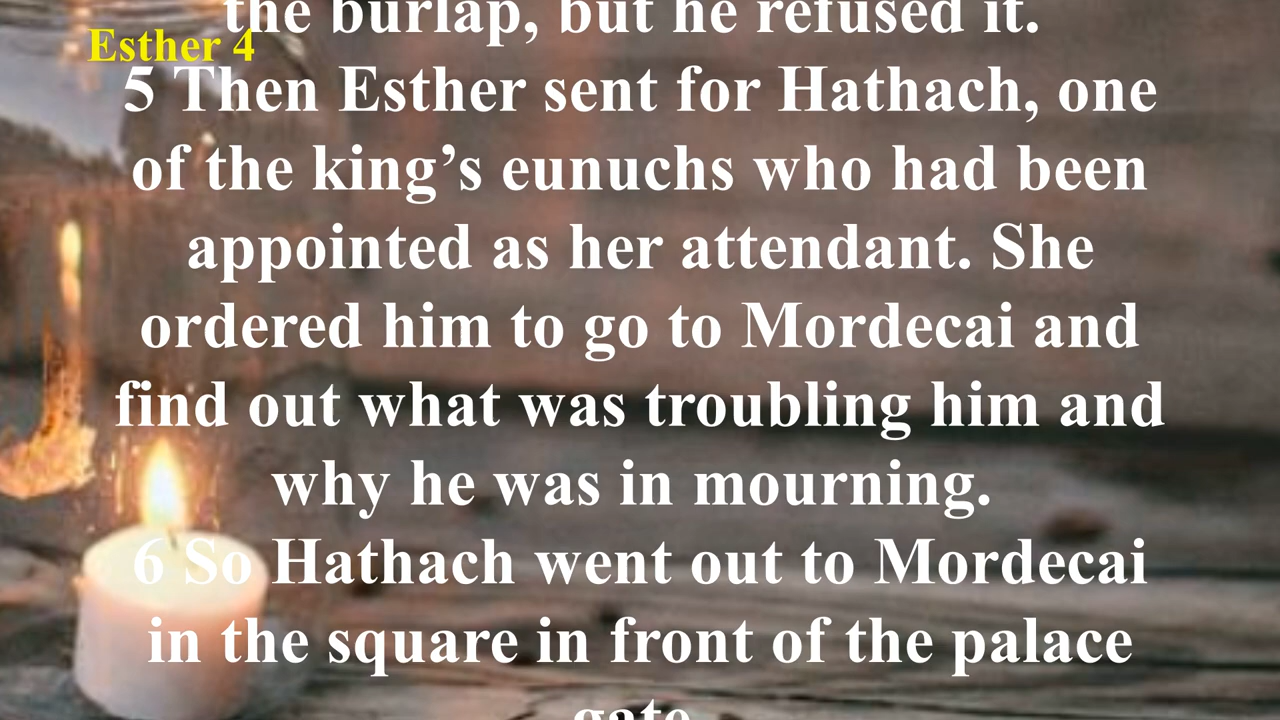 the burlap, but he refused it.
Esther 4
5 Then Esther sent for Hathach, one
of the king’s eunuchs who had been
appointed as her attendant. She
ordered him to go to Mordecai and
find out what was troubling him and
why he was in mourning.
6 So Hathach went out to Mordecai
in the square in front of the palace
gate.